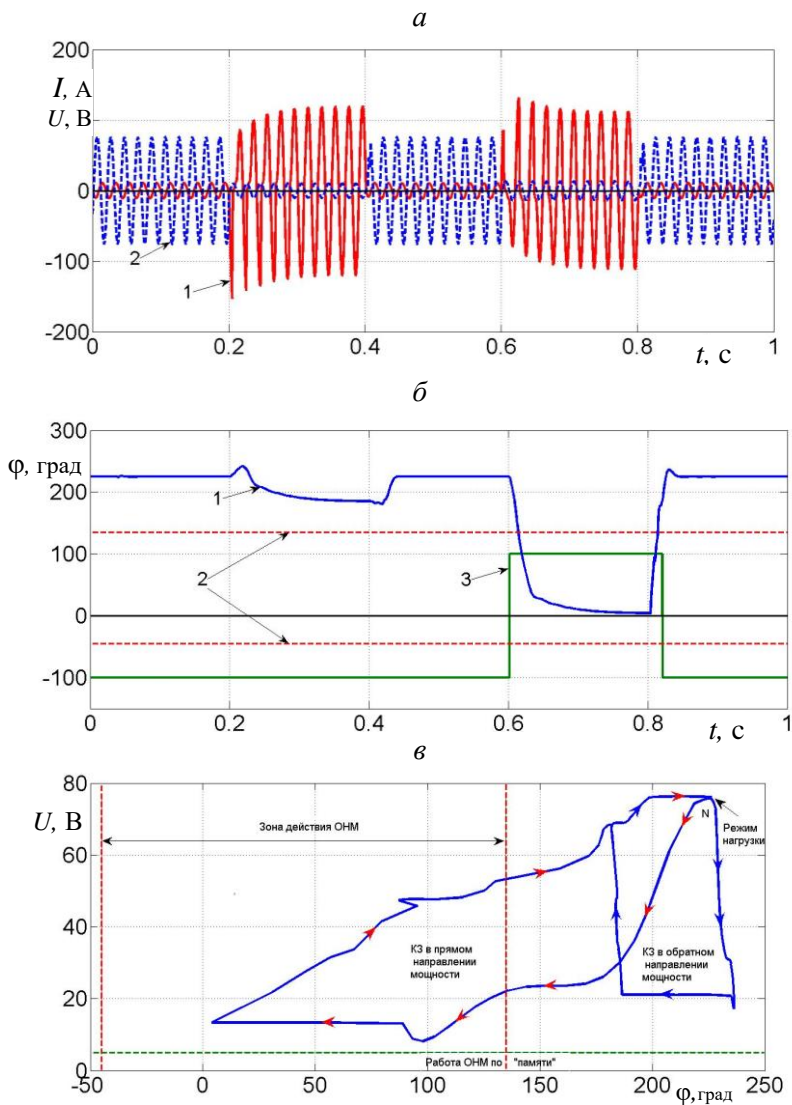 а
200
I, А
U, В
100
0
-100
-200
2
1
0
0.2
0.4
0.6
0.8
1
t, с
б
300
φ, град
200
100
0
-100
1
2
3
0
0.2
0.4
0.6
0.8
1
t, с
в
80
U, В
60
40
20
0
Зона действия ОНМ
N
Режим
нагрузки
КЗ в прямом
направлении
мощности
КЗ в обратном
направлении
мощности
Работа ОНМ по "памяти"
-50
0
50
100
150
200
250
φ,град